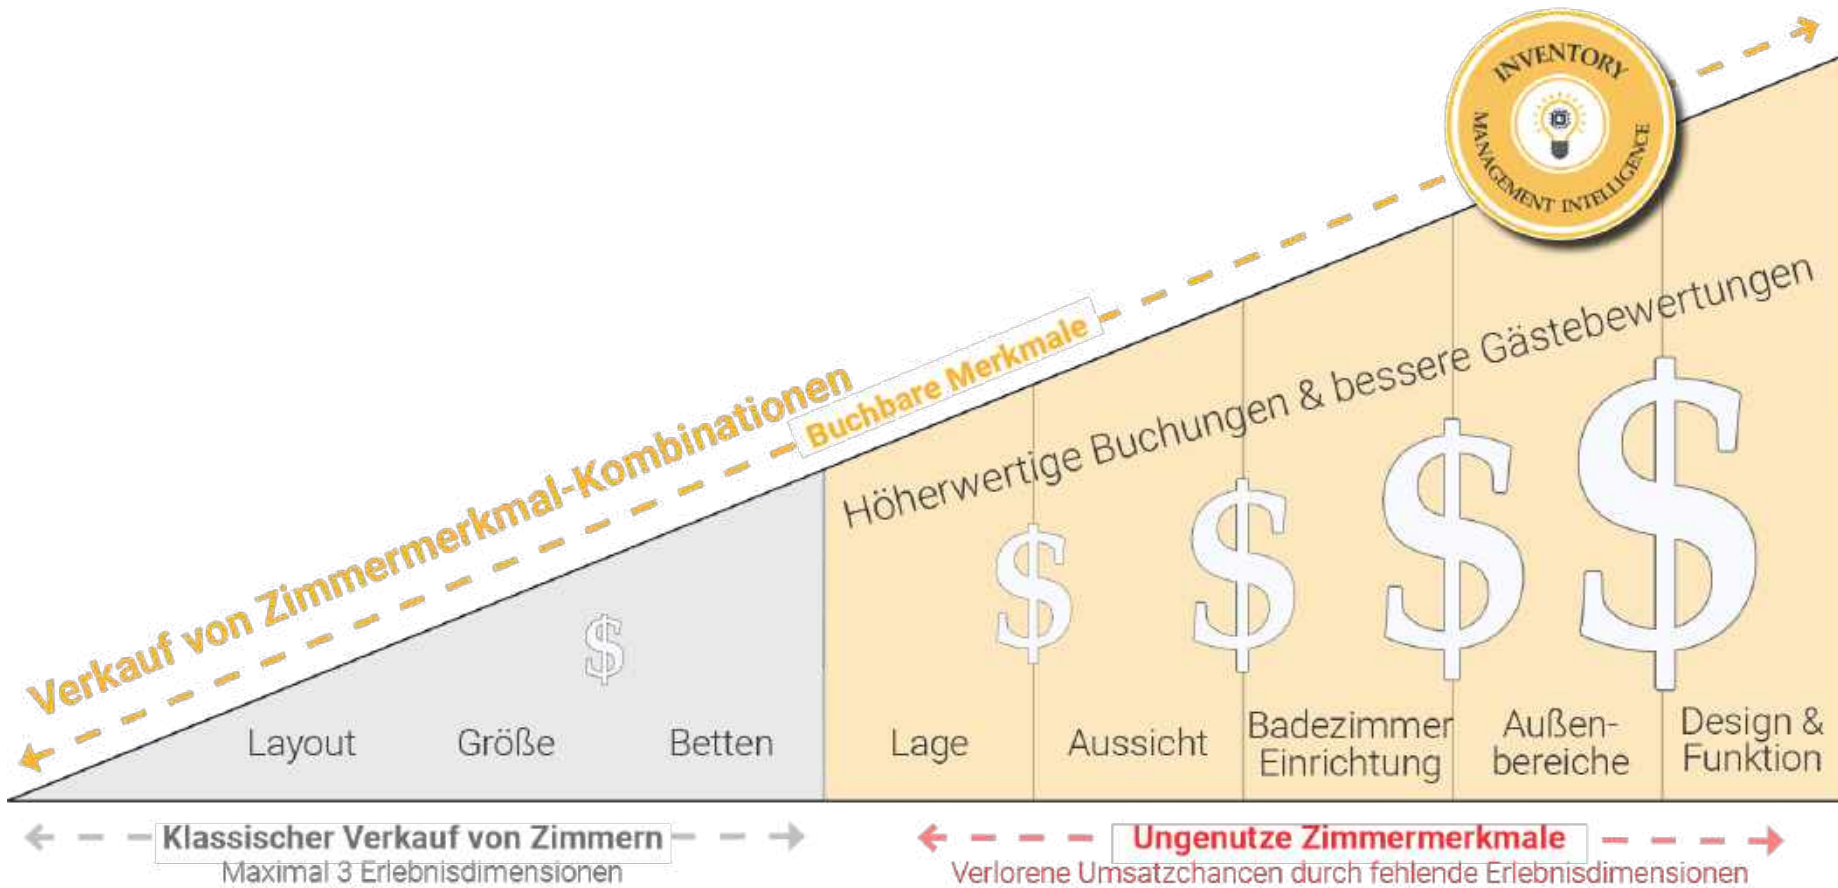 INVENTORY
MANAGEMENT INTELLIGENCE
Verkauf von Zimmermerkmal-Kombinationen
Buchbare Merkmale
Höherwertige Buchungen & bessere Gästebewertungen
$
$
$
$
$
Layout
Größe
Betten
Lage
Aussicht
Badezimmer
Einrichtung
Außen-
bereiche
Design &
Funktion
Klassischer Verkauf von Zimmern
Maximal 3 Erlebnisdimensionen
Ungenutze Zimmermerkmale
Verlorene Umsatzchancen durch fehlende Erlebnisdimensionen